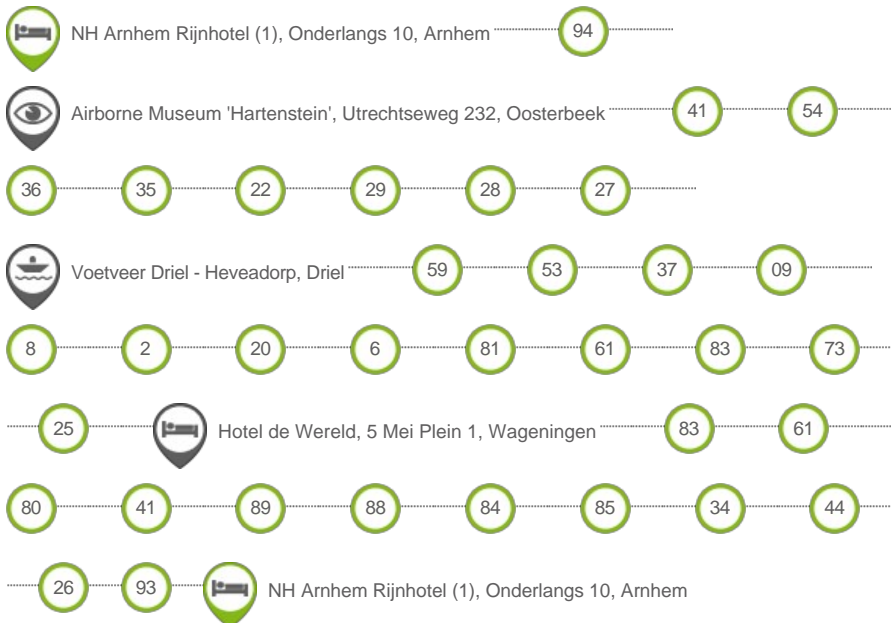 NH Arnhem Rijnhotel (1), Onderlangs 10, Arnhem 94
Airborne Museum 'Hartenstein', Utrechtseweg 232, Oosterbeek 41 54
36 35 22 29 28 27
Voetveer Driel - Heveadorp, Driel 59 53 37 09
8 2 20 6 81 61 83 73
25 Hotel de Wereld, 5 Mei Plein 1, Wageningen 83 61
80 41 89 88 84 85 34 44
26 93 NH Arnhem Rijnhotel (1), Onderlangs 10, Arnhem